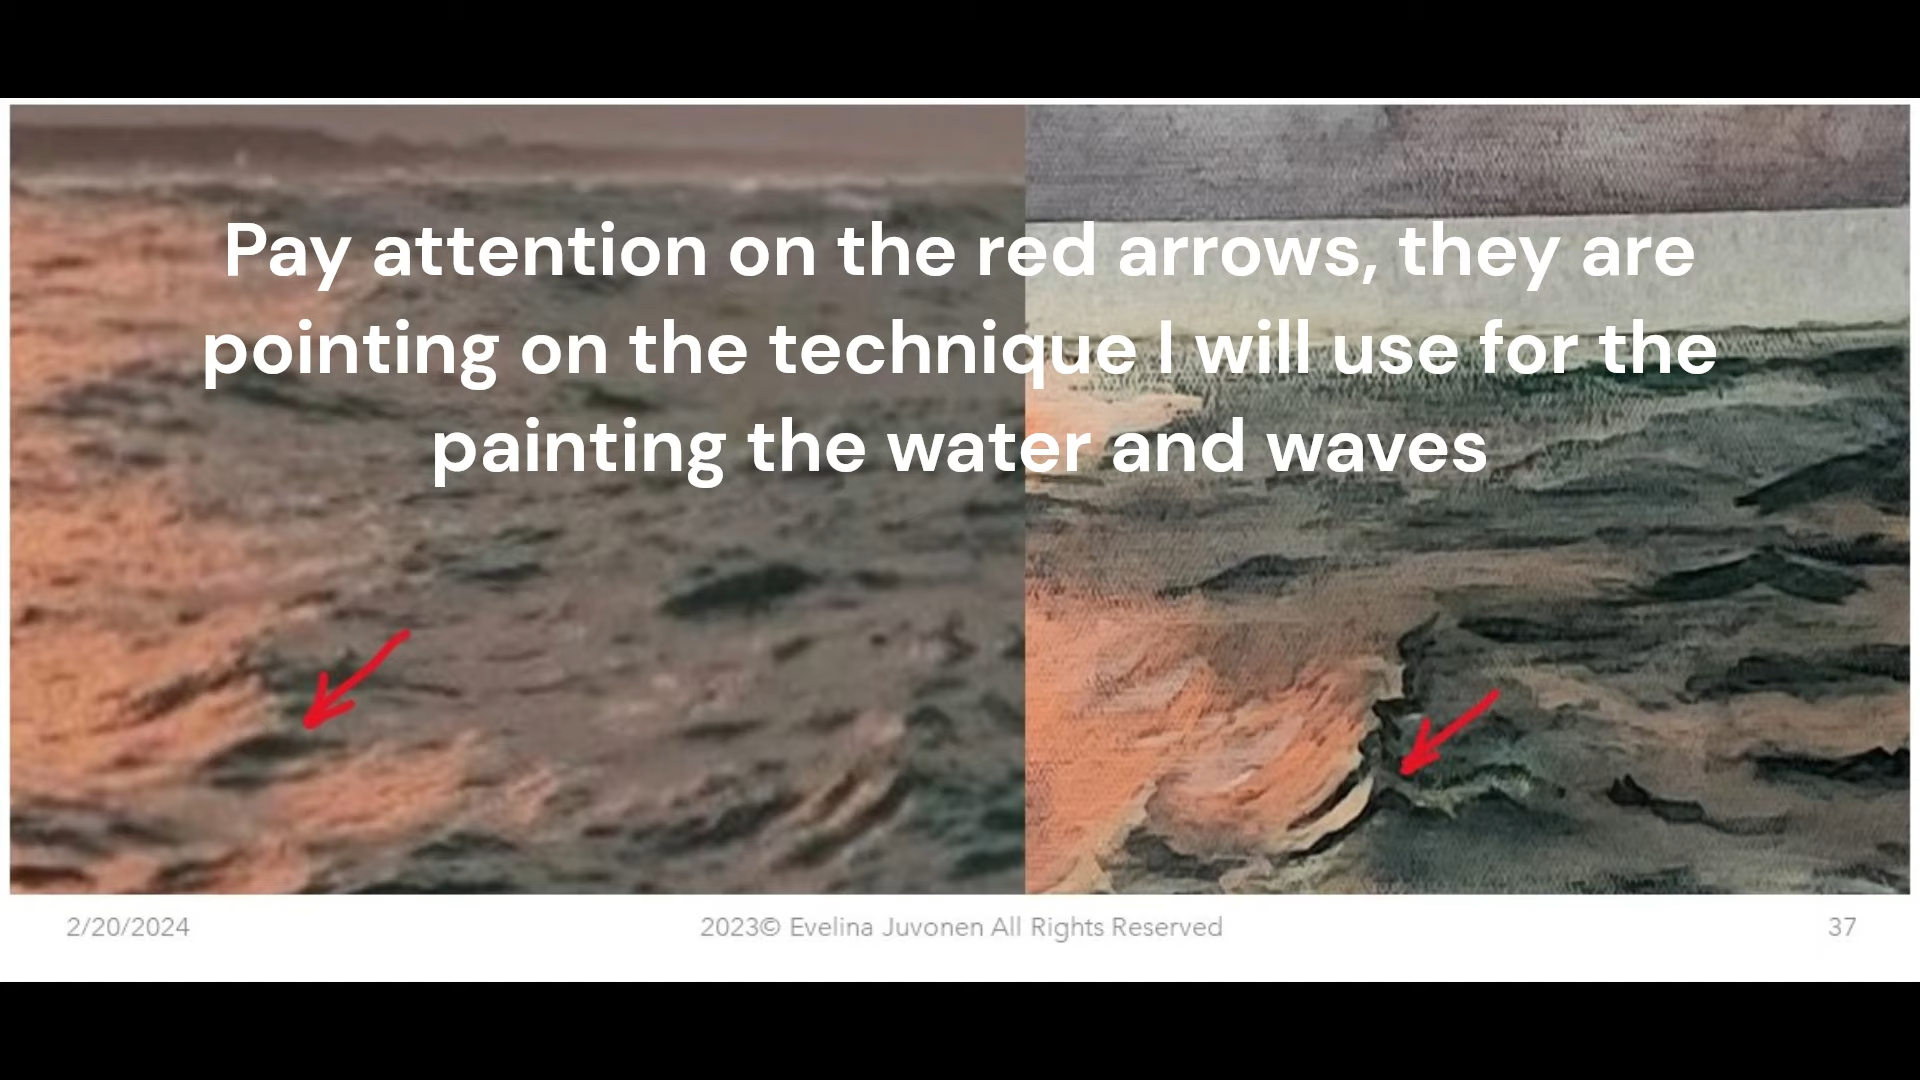 Pay attention on the red arrows, they are
pointing on the technique I will use for the
painting the water and waves
2/20/2024
2023© Evelina Juvonen All Rights Reserved
37